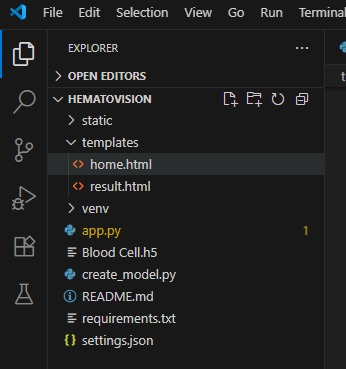 File Edit Selection View Go Run Terminal
EXPLORER ...
OPEN EDITORS
HEMATOVISION
static
templates
<> home.html
<> result.html
venv
app.py 1
Blood Cell.h5
create_model.py
README.md
requirements.txt
{} settings.json